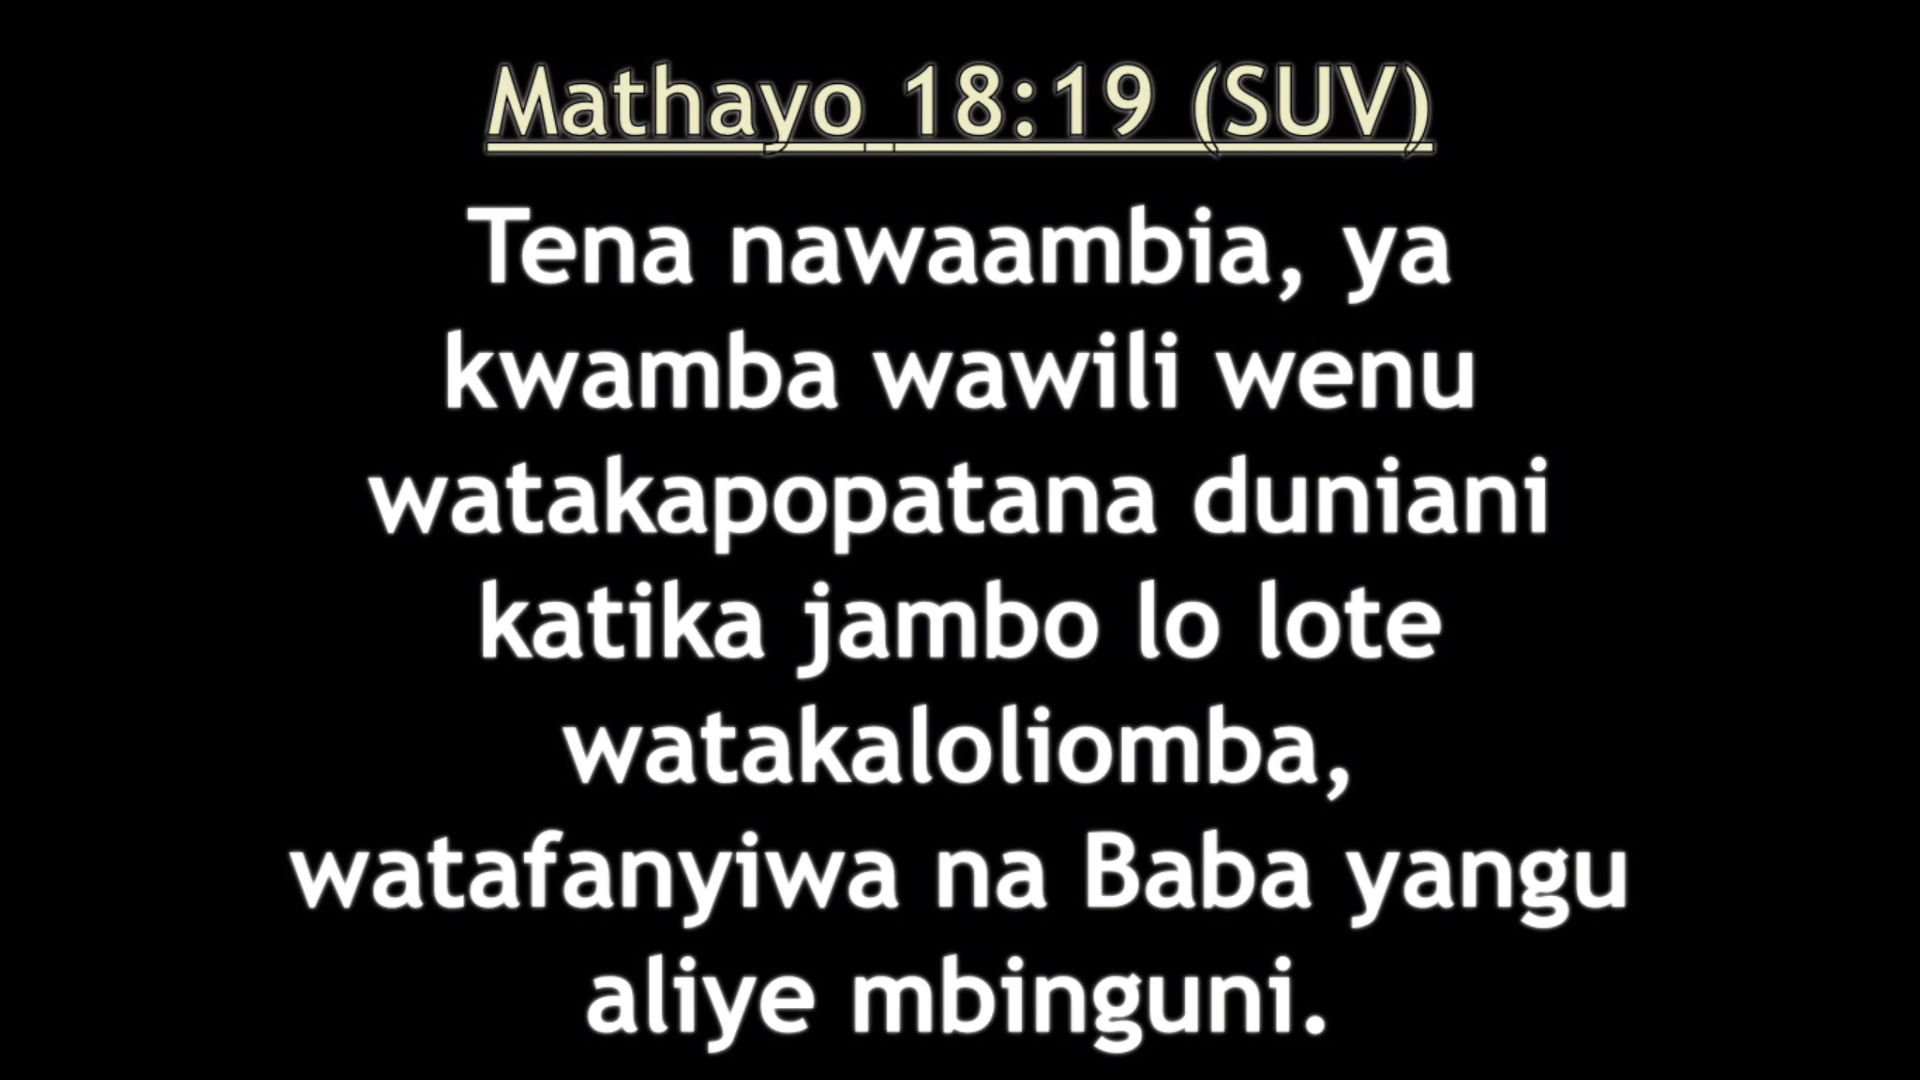 Mathayo 18:19 (SUV)
Tena nawaambia, ya
kwamba wawili wenu
watakapopatana duniani
katika jambo lo lote
watakaloliomba,
watafanyiwa na Baba yangu
aliye mbinguni.